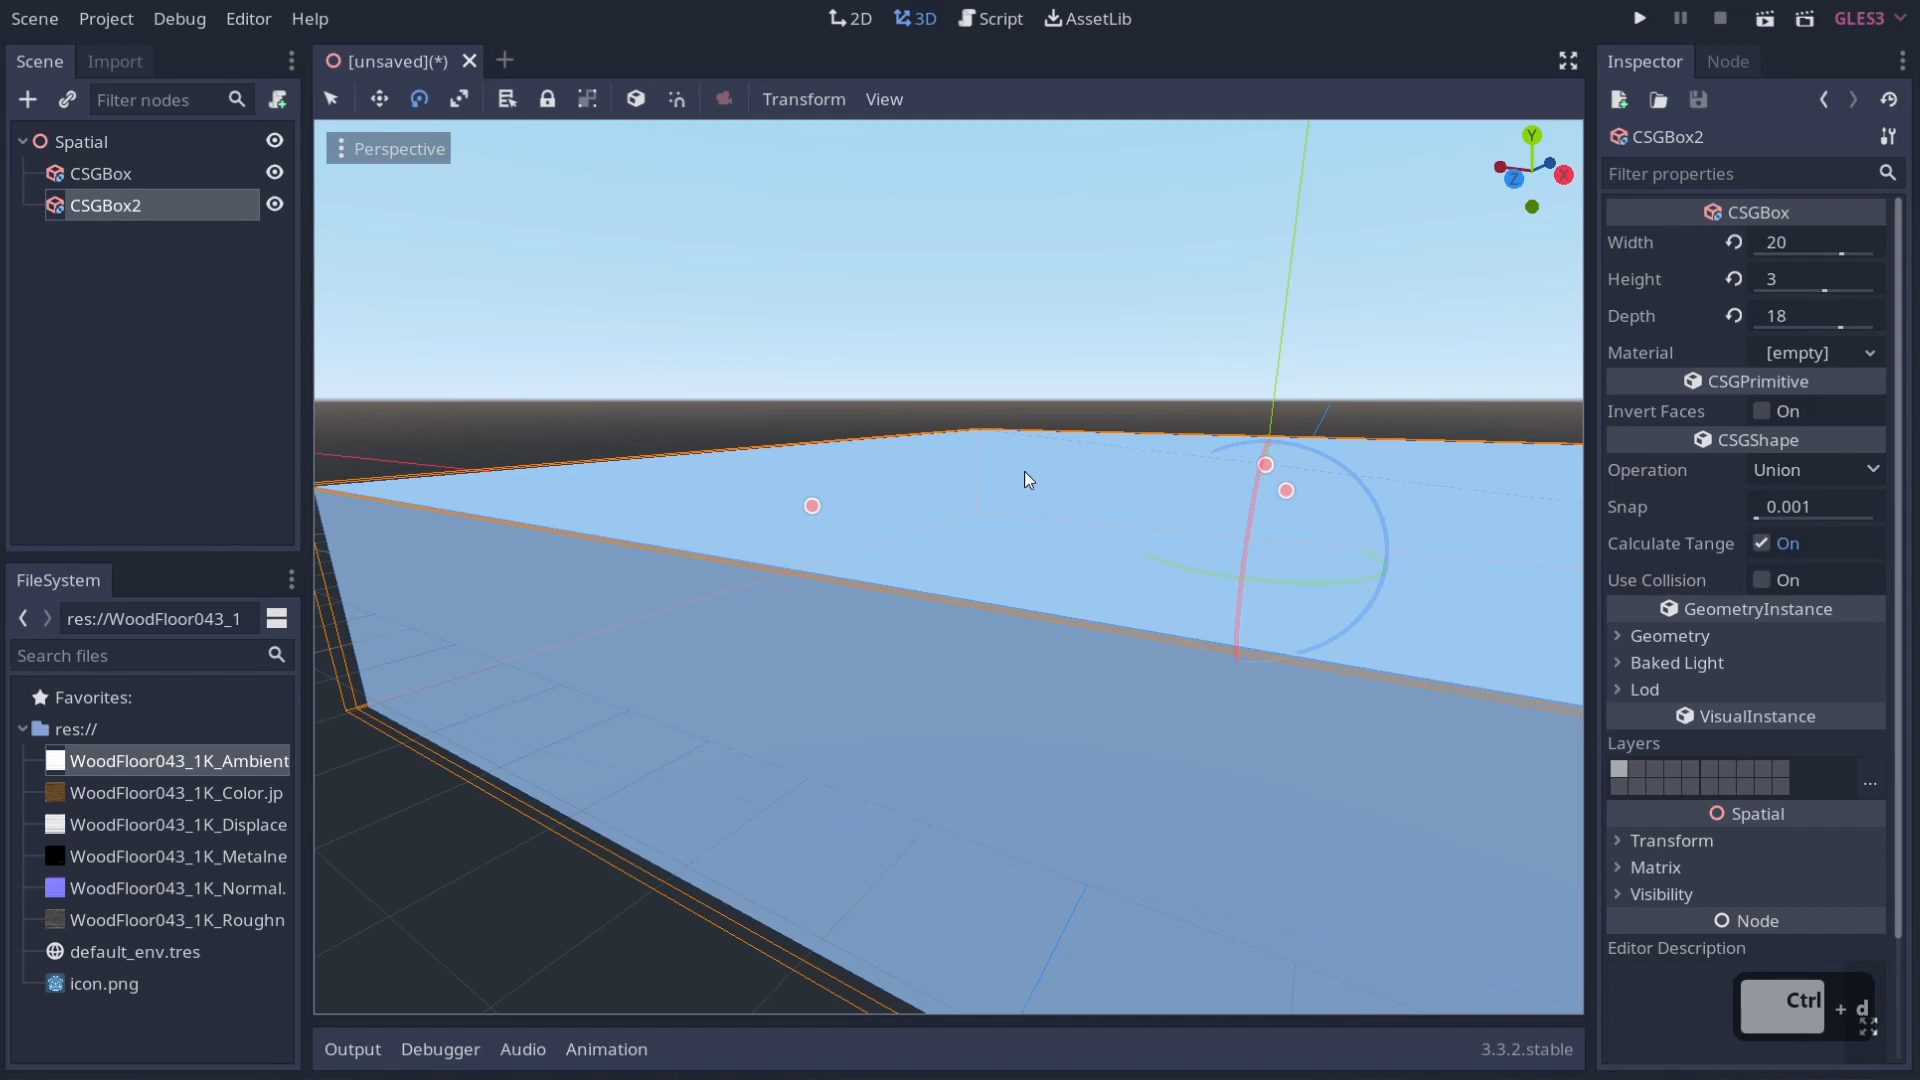 Scene Project Debug Editor Help
2D 3D Script AssetLib
GLES3
Scene Import
[unsaved](*)
Inspector Node
Filter nodes
Transform View
CSGBox2
Filter properties
Spatial
CSGBox
CSGBox2
Perspective
Y
Z
X
CSGBox
Width 20
Height 3
Depth 18
Material [empty]
CSGPrimitive
Invert Faces On
CSGShape
Operation Union
Snap 0.001
Calculate Tange On
Use Collision On
GeometryInstance
Geometry
Baked Light
Lod
VisualInstance
Layers
...
Spatial
Transform
Matrix
Visibility
Node
Editor Description
Ctrl + d
FileSystem
res://WoodFloor043_1
Search files
Favorites:
res://
WoodFloor043_1K_Ambient
WoodFloor043_1K_Color.jp
WoodFloor043_1K_Displace
WoodFloor043_1K_Metalne
WoodFloor043_1K_Normal.
WoodFloor043_1K_Roughn
default_env.tres
icon.png
Output Debugger Audio Animation
3.3.2.stable